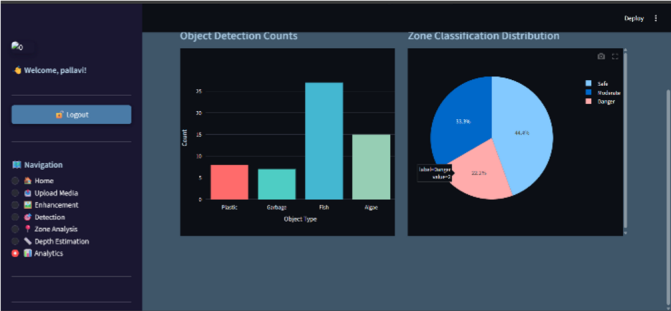 Deploy
Object Detection Counts
Zone Classification Distribution
👋 Welcome, pallavi!
Logout
Navigation
Home
Upload Media
Enhancement
Detection
Zone Analysis
Depth Estimation
Analytics
Count
25
20
15
10
5
0
Plastic
Garbage
Fish
Algae
Object Type
Safe
Moderate
Danger
33.3%
44.4%
22.2%
label=Danger
value=2